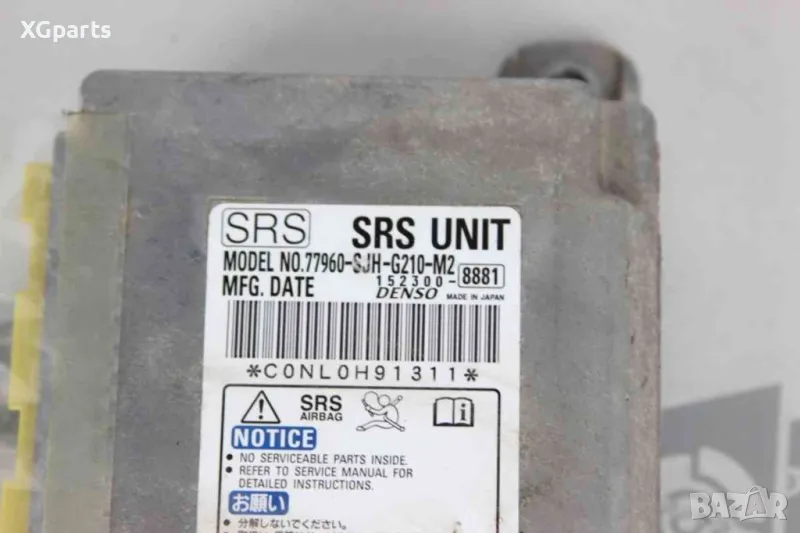 XGparts
SRS SRS UNIT
MODEL NO.77960-SJH-G210-M2
MFG. DATE 152300-8881
DENSO MADE IN JAPAN
*C0NL0H91311*
SRS
AIRBAG
NOTICE
• NO SERVICEABLE PARTS INSIDE.
• REFER TO SERVICE MANUAL FOR
DETAILED INSTRUCTIONS.
お願い
• 分解しないでください。
BAZAR